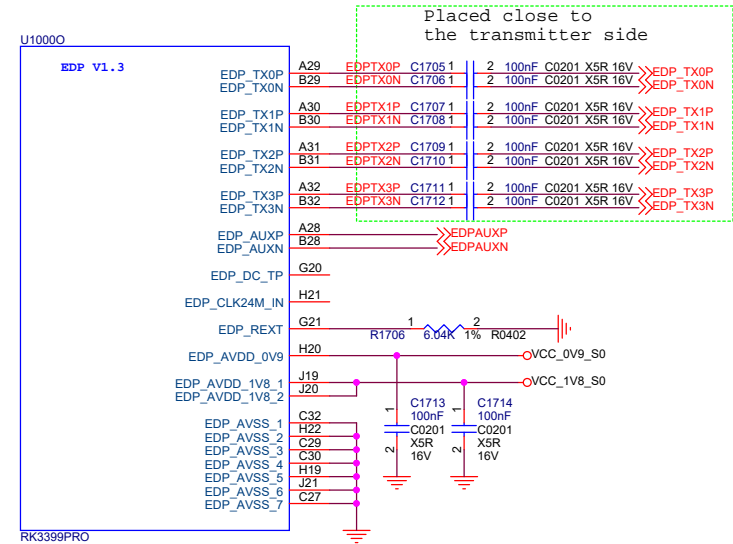 Placed close to
the transmitter side
U1000O
EDP V1.3
EDP_TX0P A29 EDPTX0P C1705 1 2 100nF C0201 X5R 16V EDP_TX0P
EDP_TX0N B29 EDPTX0N C1706 1 2 100nF C0201 X5R 16V EDP_TX0N
EDP_TX1P A30 EDPTX1P C1707 1 2 100nF C0201 X5R 16V EDP_TX1P
EDP_TX1N B30 EDPTX1N C1708 1 2 100nF C0201 X5R 16V EDP_TX1N
EDP_TX2P A31 EDPTX2P C1709 1 2 100nF C0201 X5R 16V EDP_TX2P
EDP_TX2N B31 EDPTX2N C1710 1 2 100nF C0201 X5R 16V EDP_TX2N
EDP_TX3P A32 EDPTX3P C1711 1 2 100nF C0201 X5R 16V EDP_TX3P
EDP_TX3N B32 EDPTX3N C1712 1 2 100nF C0201 X5R 16V EDP_TX3N
EDP_AUXP A28 EDPAUXP
EDP_AUXN B28 EDPAUXN
EDP_DC_TP G20
EDP_CLK24M_IN H21
EDP_REXT G21 1 2
R1706 6.04K 1% R0402
EDP_AVDD_0V9 H20 VCC_0V9_S0
EDP_AVDD_1V8_1 J19 VCC_1V8_S0
EDP_AVDD_1V8_2 J20
1 C1713 1 C1714
100nF 100nF
C0201 C0201
2 X5R 2 X5R
16V 16V
EDP_AVSS_1 C32
EDP_AVSS_2 H22
EDP_AVSS_3 C29
EDP_AVSS_4 C30
EDP_AVSS_5 H19
EDP_AVSS_6 J21
EDP_AVSS_7 C27
RK3399PRO